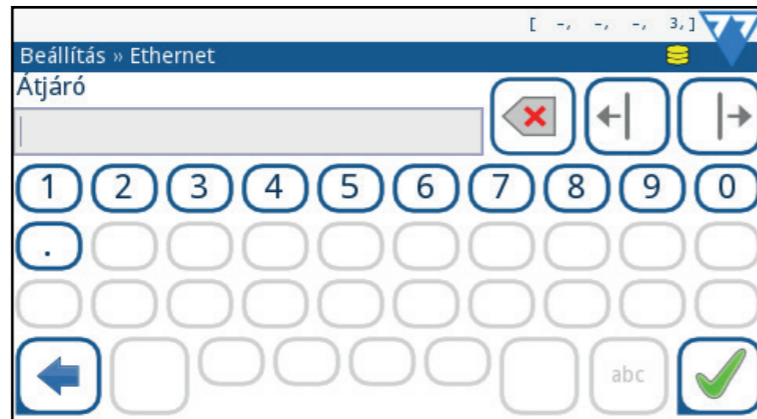 [ -, -, -, 3,]
Beállítás » Ethernet
Átjáró
1 2 3 4 5 6 7 8 9 0
.
abc